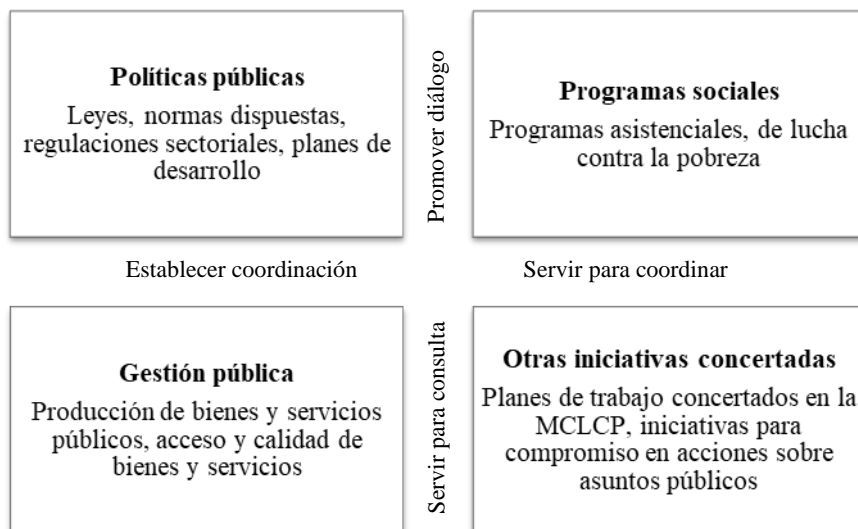 Políticas públicas
Leyes, normas dispuestas,
regulaciones sectoriales, planes de
desarrollo
Promover diálogo
Programas sociales
Programas asistenciales, de lucha
contra la pobreza
Establecer coordinación
Servir para coordinar
Gestión pública
Producción de bienes y servicios
públicos, acceso y calidad de
bienes y servicios
Servir para consulta
Otras iniciativas concertadas
Planes de trabajo concertados en la
MCLCP, iniciativas para
compromiso en acciones sobre
asuntos públicos